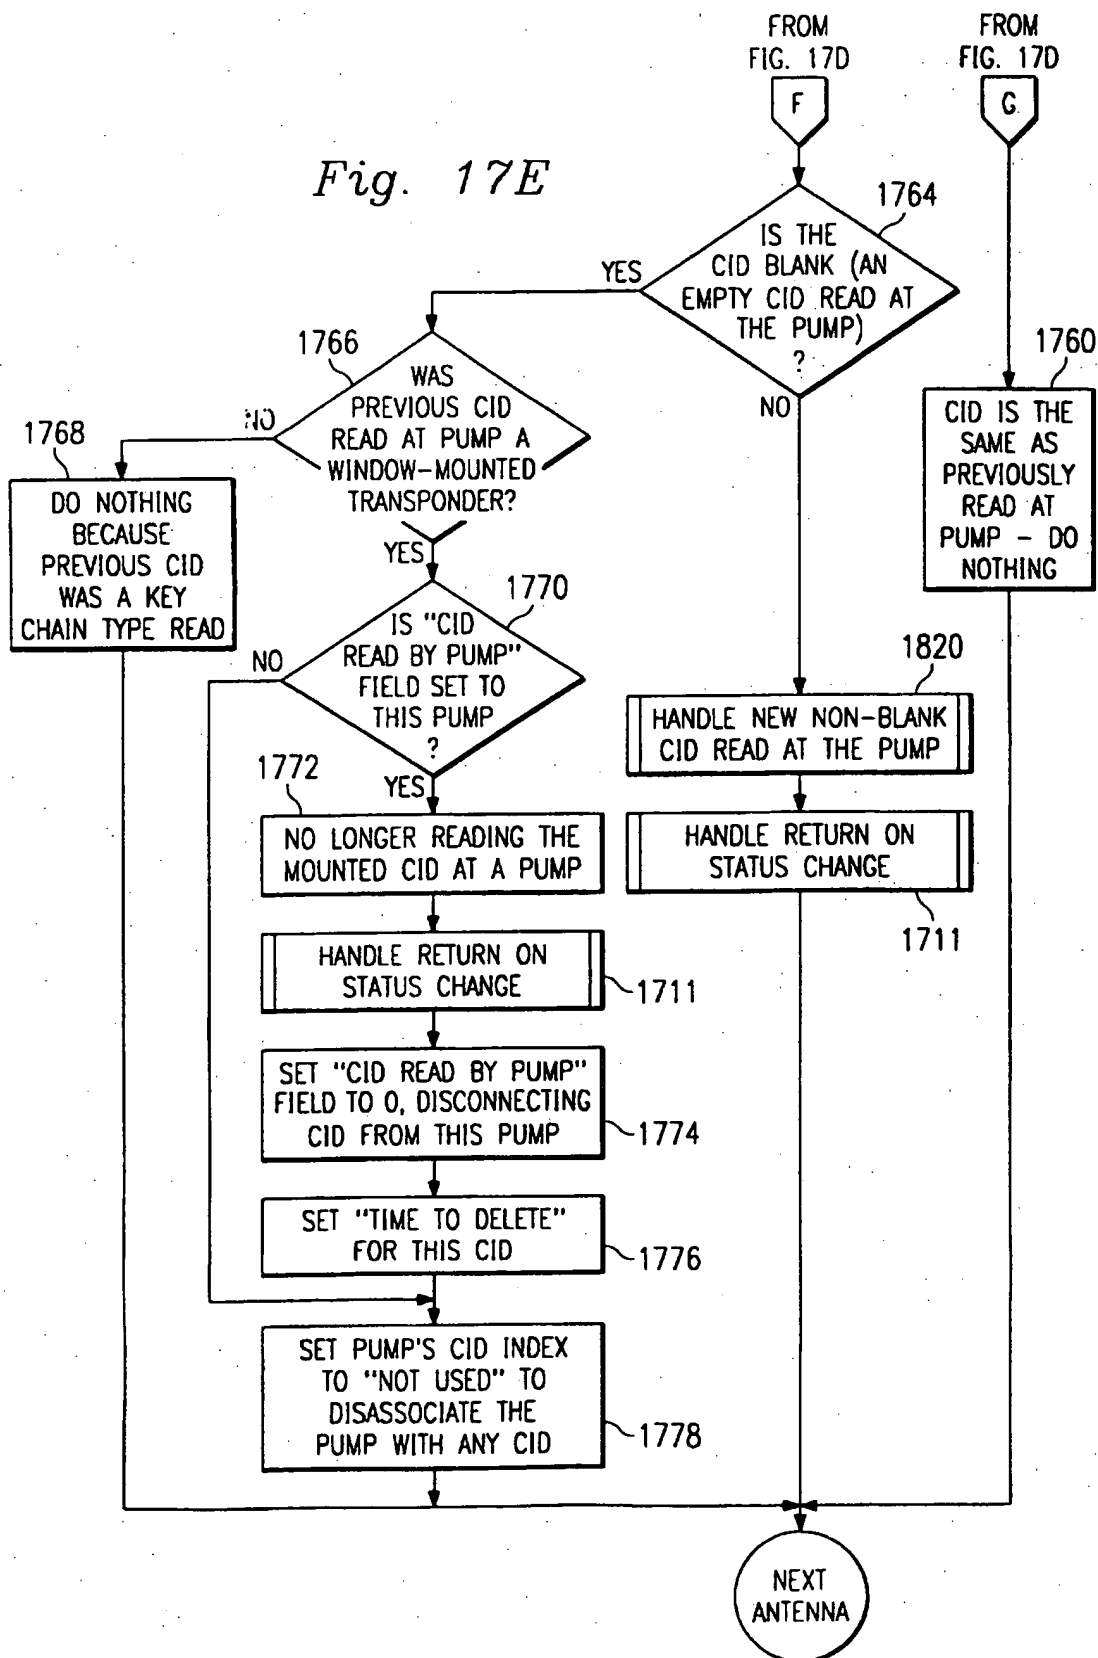 FROM
FIG. 17D
F
FROM
FIG. 17D
G
Fig. 17E
1764
IS THE
CID BLANK (AN
EMPTY CID READ AT
THE PUMP)
?
YES
NO
1766
WAS
PREVIOUS CID
READ AT PUMP A
WINDOW-MOUNTED
TRANSPONDER?
NO
YES
1760
CID IS THE
SAME AS
PREVIOUSLY
READ AT
PUMP - DO
NOTHING
1768
DO NOTHING
BECAUSE
PREVIOUS CID
WAS A KEY
CHAIN TYPE READ
1770
IS "CID
READ BY PUMP"
FIELD SET TO
THIS PUMP
?
NO
YES
1820
HANDLE NEW NON-BLANK
CID READ AT THE PUMP
1772
NO LONGER READING THE
MOUNTED CID AT A PUMP
HANDLE RETURN ON
STATUS CHANGE
1711
HANDLE RETURN ON
STATUS CHANGE
1711
SET "CID READ BY PUMP"
FIELD TO 0, DISCONNECTING
CID FROM THIS PUMP
1774
SET "TIME TO DELETE"
FOR THIS CID
1776
SET PUMP'S CID INDEX
TO "NOT USED" TO
DISASSOCIATE THE
PUMP WITH ANY CID
1778
NEXT
ANTENNA